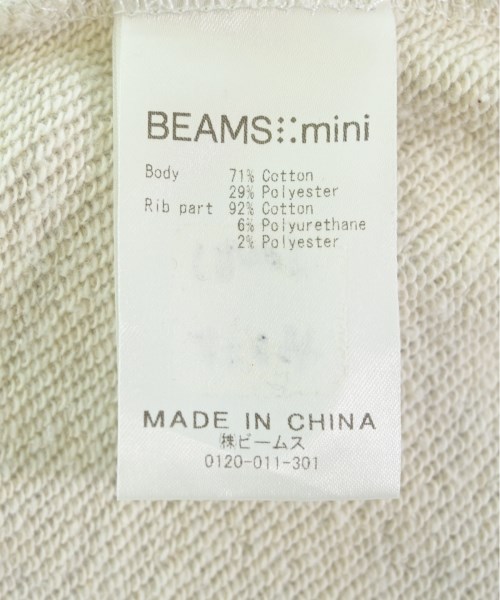 BEAMS mini
Body 71% Cotton
29% Polyester
Rib part 92% Cotton
6% Polyurethane
2% Polyester
MADE IN CHINA
㈱ビームス
0120-011-301